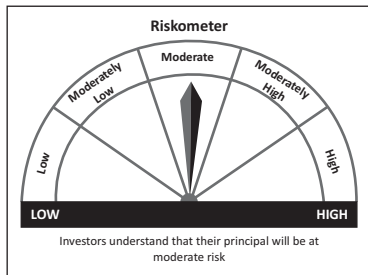 Riskometer
Moderate
Moderately
Low
Moderately
High
Low
High
LOW
HIGH
Investors understand that their principal will be at
moderate risk